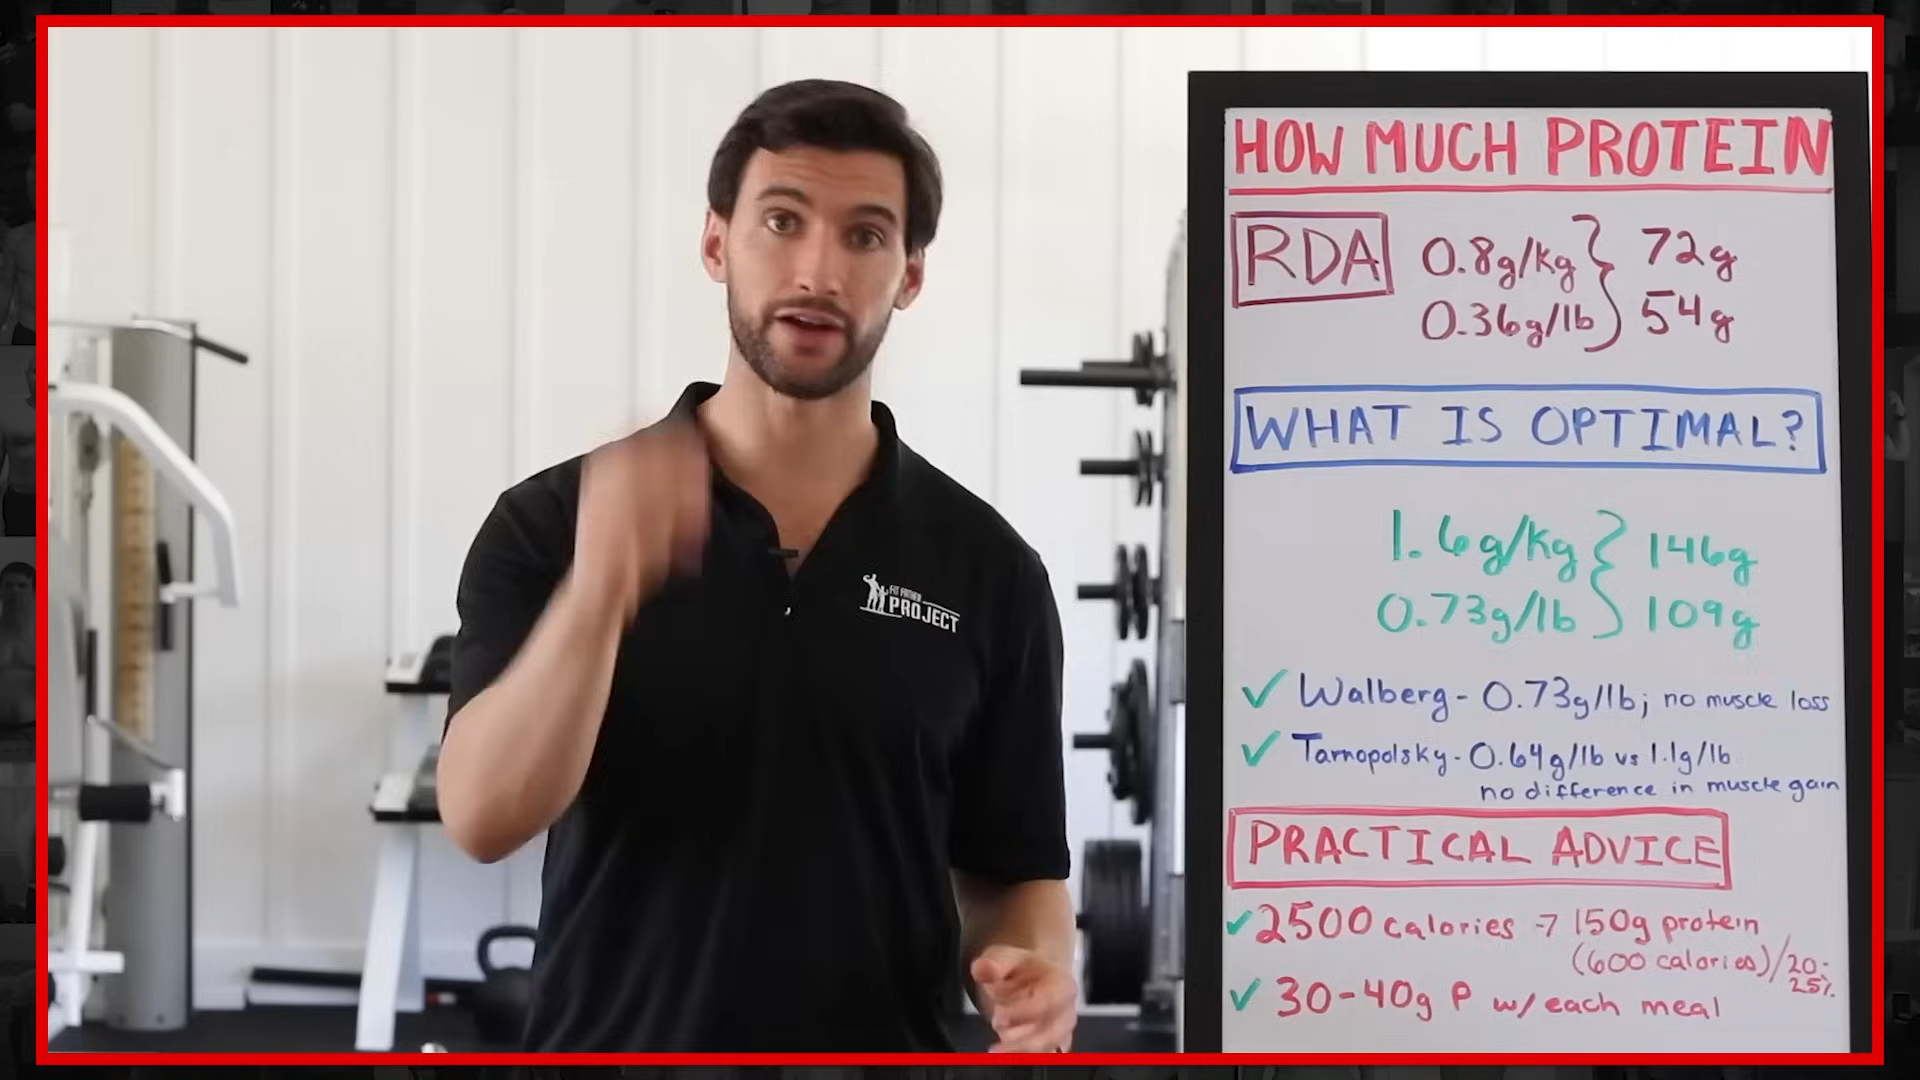 FIT FATHER
PROJECT
HOW MUCH PROTEIN
RDA 0.8g/kg } 72g
0.36g/lb } 54g
WHAT IS OPTIMAL?
1.6g/kg } 146g
0.73g/lb } 109g
✓ Walberg - 0.73g/lb; no muscle loss
✓ Tarnopolsky - 0.64g/lb vs 1.1g/lb
no difference in muscle gain
PRACTICAL ADVICE
✓ 2500 calories → 150g protein
(600 calories)/20-
25%
✓ 30-40g P w/ each meal